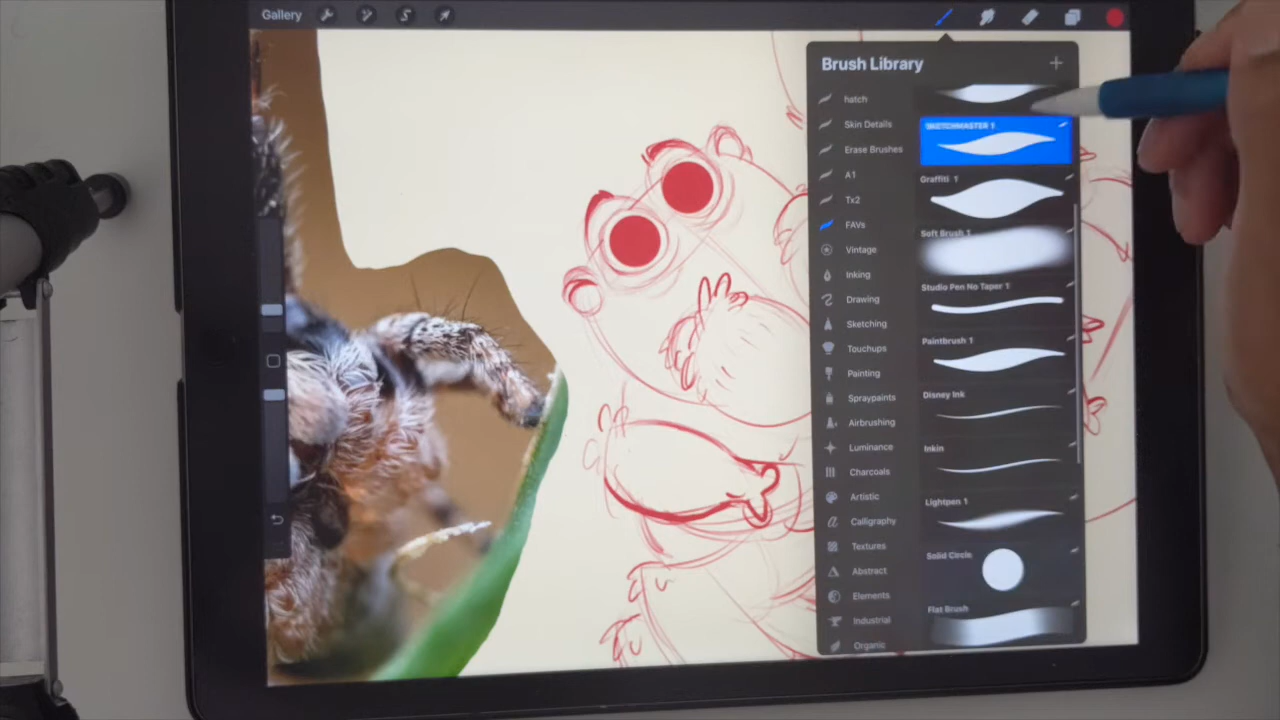 Gallery
Brush Library
hatch
Skin Details
Erase Brushes
A1
Tx2
FAVs
Vintage
Inking
Drawing
Sketching
Touchups
Painting
Spraypaints
Airbrushing
Luminance
Charcoals
Artistic
Calligraphy
Textures
Abstract
Elements
Industrial
Organic
SKETCHMASTER 1
Graffiti 1
Soft Brush 1
Studio Pen No Taper 1
Paintbrush 1
Disney Ink
Inkin
Lightpen 1
Solid Circle
Flat Brush